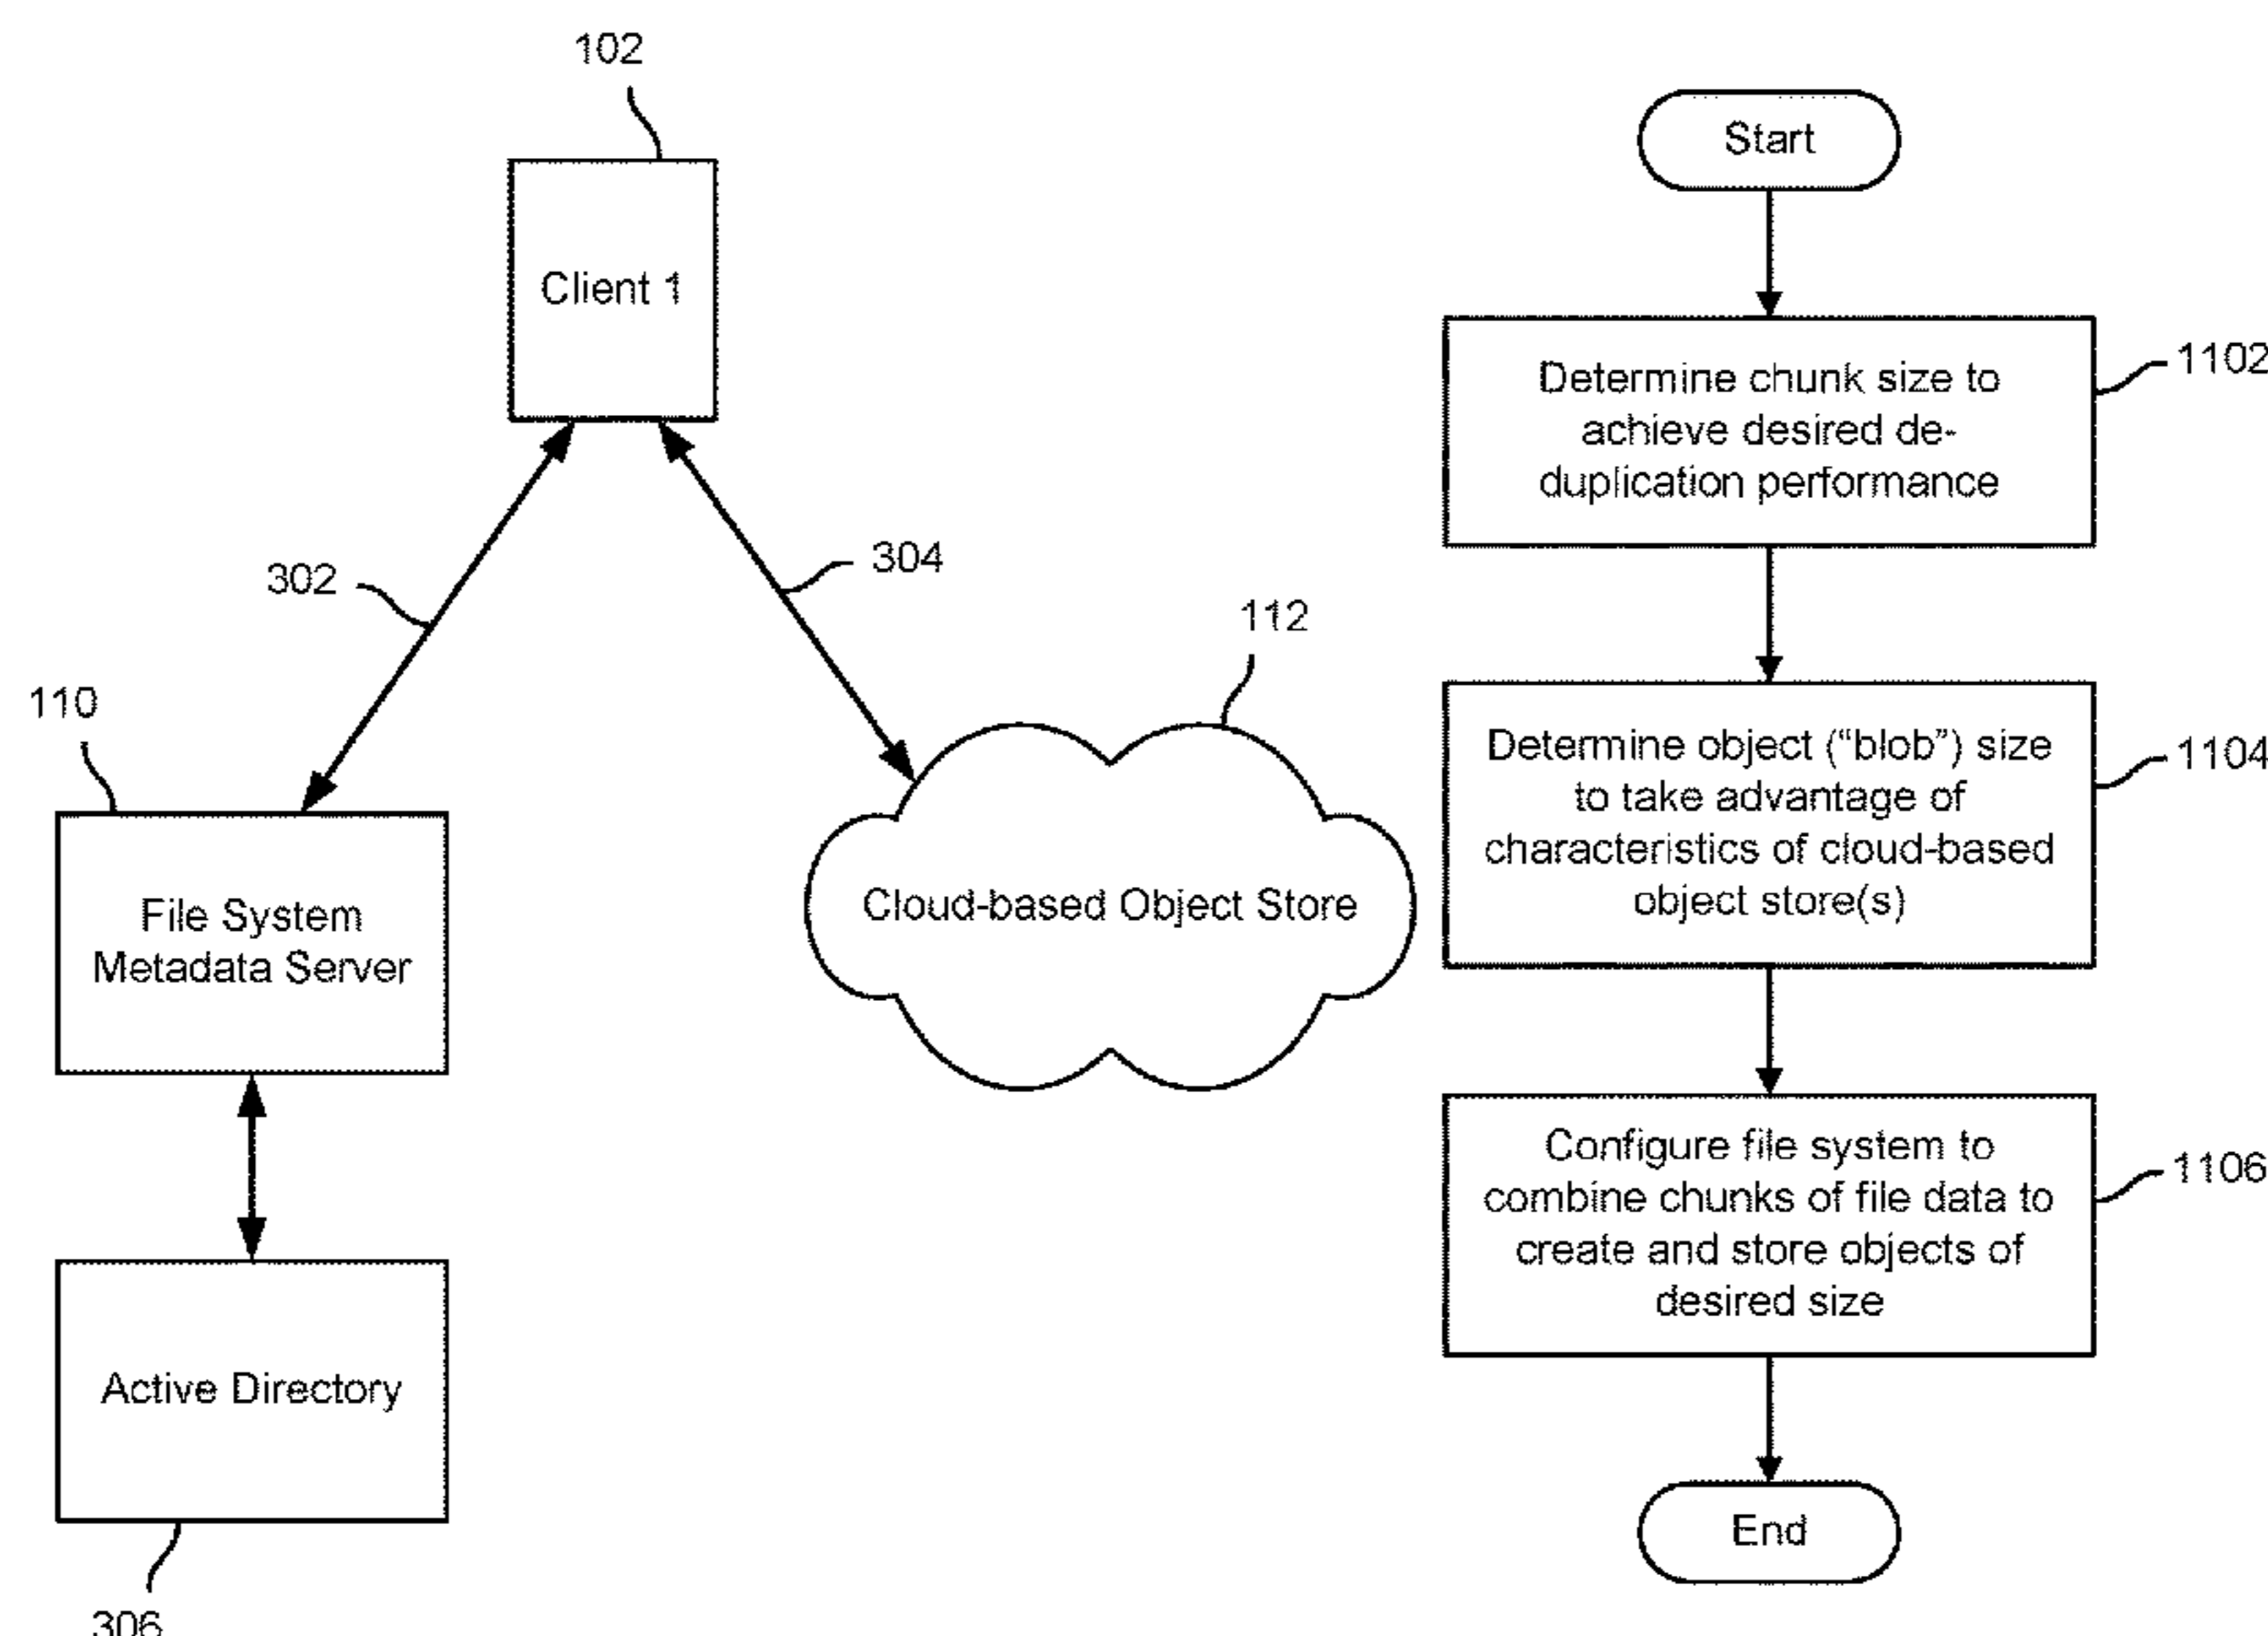 102
Client 1
302
304
110
File System
Metadata Server
112
Cloud-based Object Store
Active Directory
306
Start
Determine chunk size to
achieve desired de-
duplication performance
1102
Determine object (“blob”) size
to take advantage of
characteristics of cloud-based
object store(s)
1104
Configure file system to
combine chunks of file data to
create and store objects of
desired size
1106
End